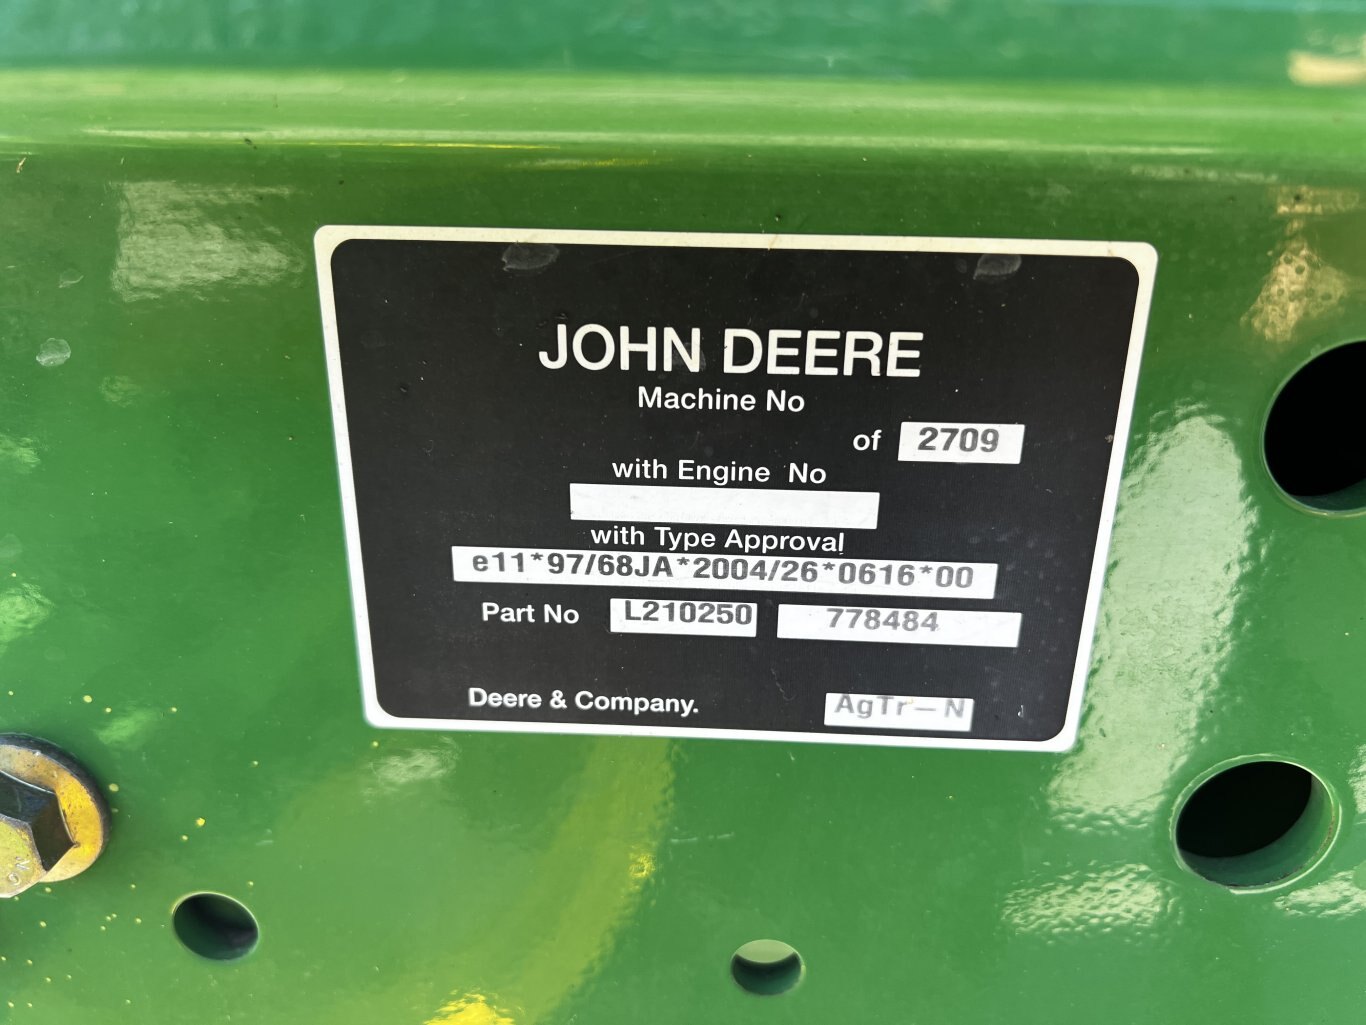 JOHN DEERE
Machine No
of 2709
with Engine No
with Type Approval
e11*97/68JA*2004/26*0616*00
Part No L210250 778484
Deere & Company. AgTr-N